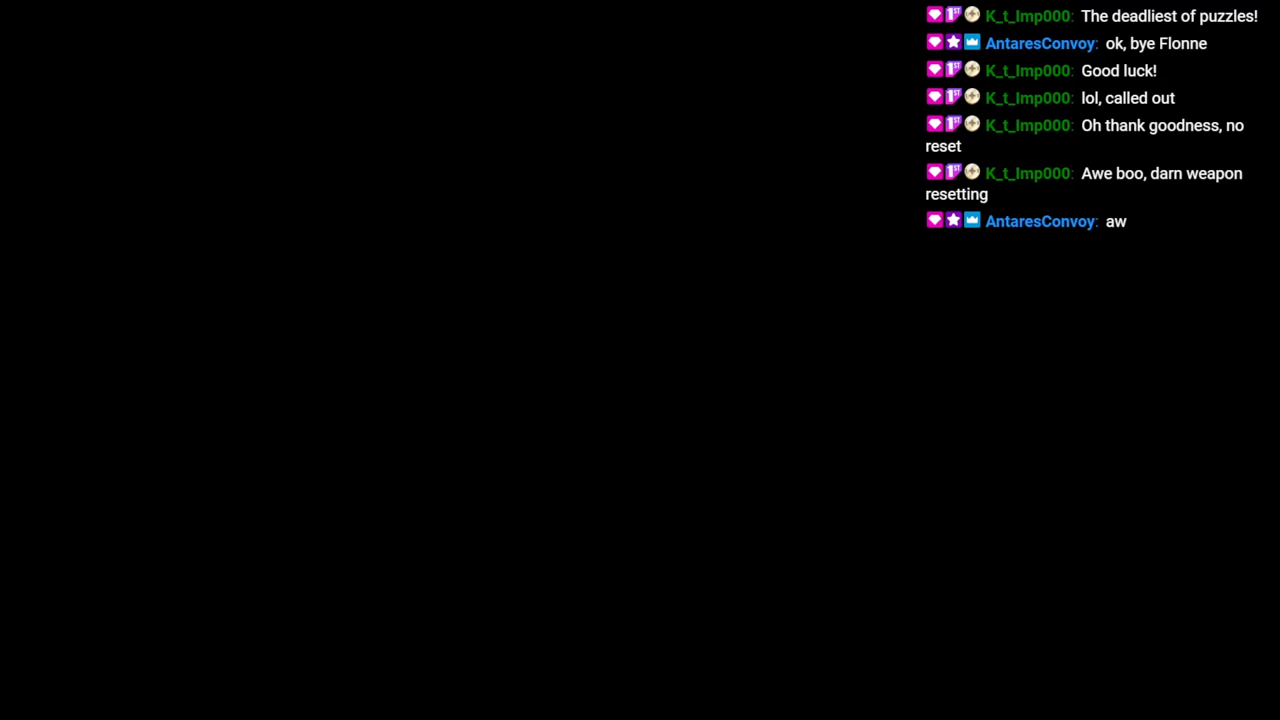 K_t_Imp000: The deadliest of puzzles!
AntaresConvoy: ok, bye Flonne
K_t_Imp000: Good luck!
K_t_Imp000: lol, called out
K_t_Imp000: Oh thank goodness, no
reset
K_t_Imp000: Awe boo, darn weapon
resetting
AntaresConvoy: aw